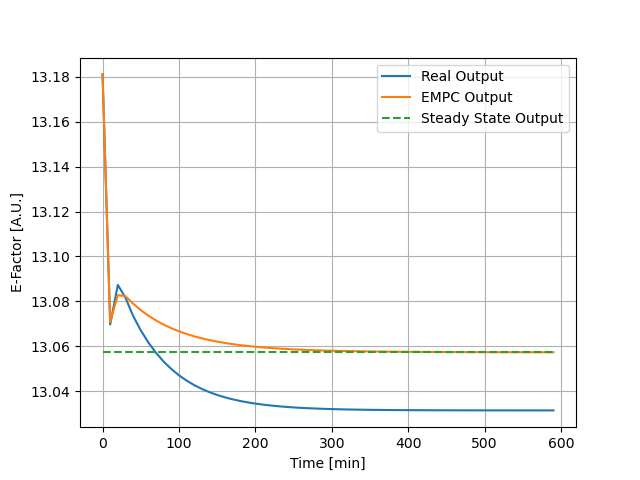 13.18
13.16
13.14
13.12
13.10
13.08
13.06
13.04
E-Factor [A.U.]
Real Output
EMPC Output
Steady State Output
0 100 200 300 400 500 600
Time [min]